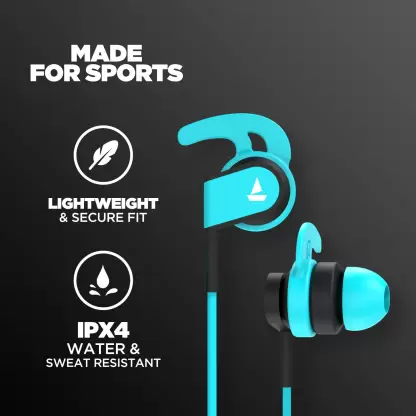 MADE
FOR SPORTS
LIGHTWEIGHT
& SECURE FIT
IPX4
WATER &
SWEAT RESISTANT